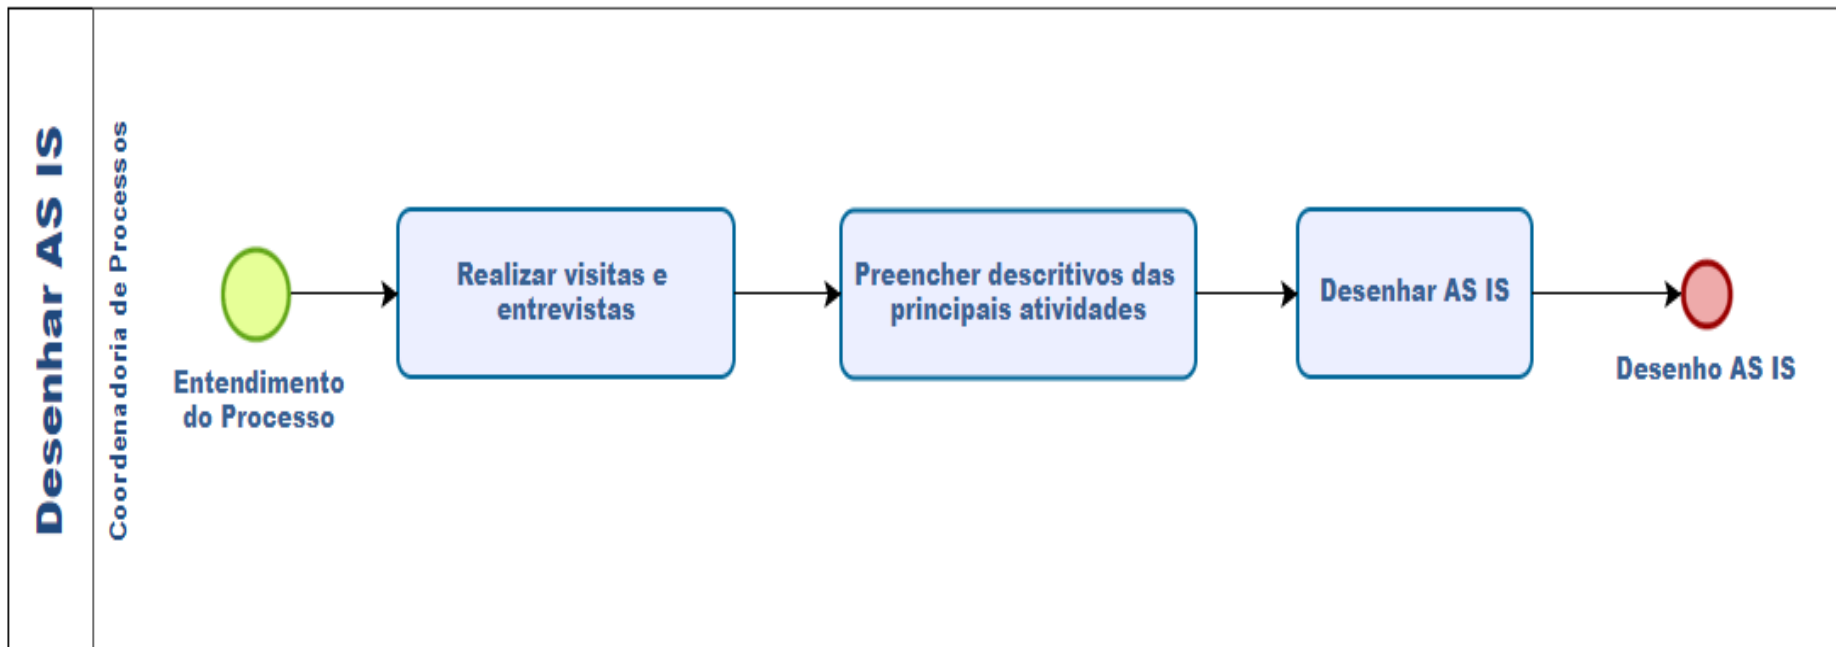 Desenhar AS IS
Coordenadoria de Processos
Entendimento
do Processo
Realizar visitas e
entrevistas
Preencher descritivos das
principais atividades
Desenhar AS IS
Desenho AS IS